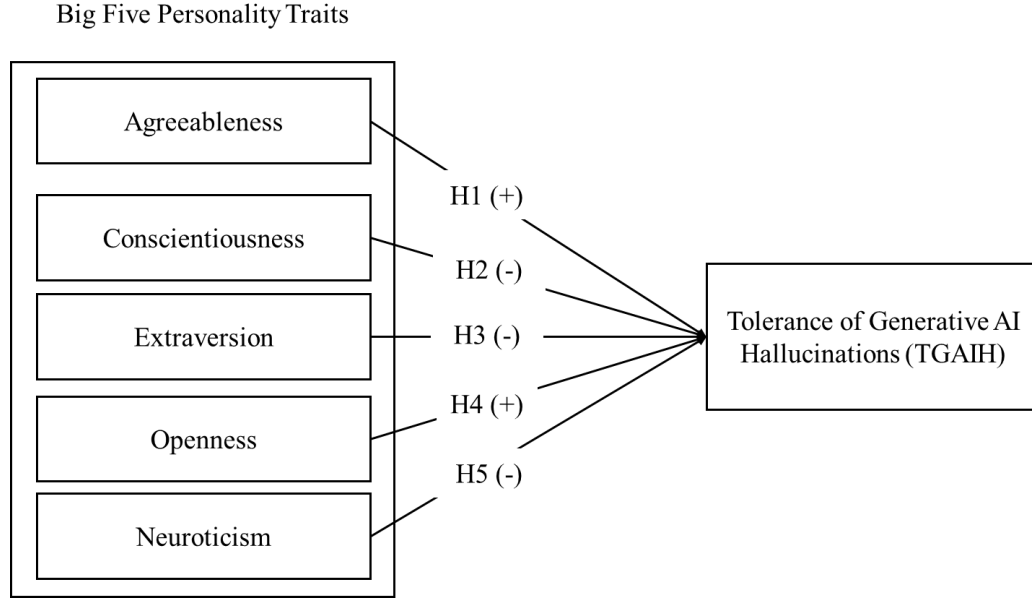 Big Five Personality Traits
Agreeableness
Conscientiousness
Extraversion
Openness
Neuroticism
H1 (+)
H2 (-)
H3 (-)
H4 (+)
H5 (-)
Tolerance of Generative AI
Hallucinations (TGAIH)